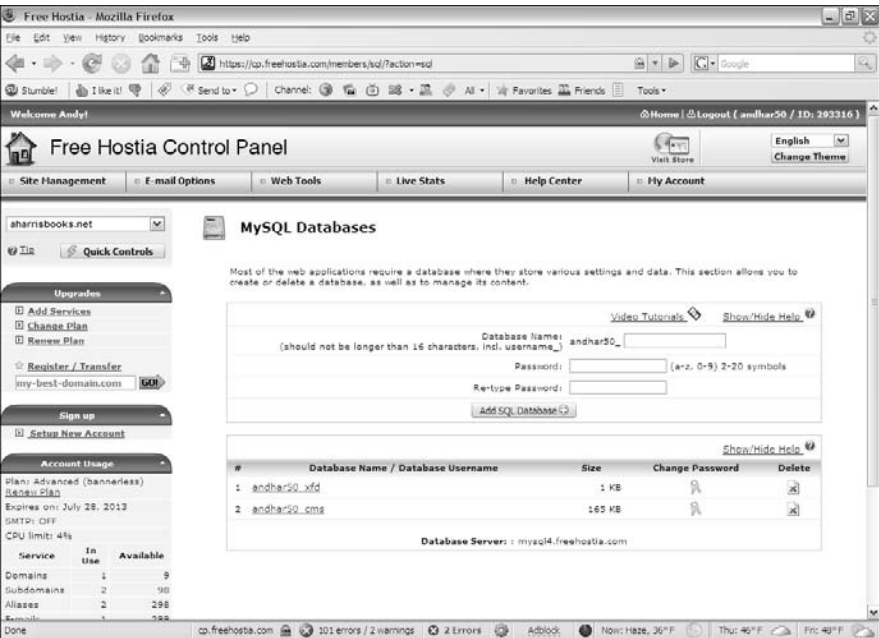 Free Hostia - Mozilla Firefox
File Edit View History Bookmarks Tools Help
https://cp.freehostia.com/members/sql/?action=sql
Google
Stumble! I like it! Send to Channel: All Favorites Friends Tools
Welcome Andy!
Home | Logout ( andhar50 / ID: 293316 )
Free Hostia Control Panel
Visit Store
English
Change Theme
Site Management E-mail Options Web Tools Live Stats Help Center My Account
aharrisbooks.net
Tip Quick Controls
Upgrades
Add Services
Change Plan
Renew Plan
Register / Transfer
my-best-domain.com GO!
Sign up
Setup New Account
Account Usage
Plan: Advanced (bannerless)
Renew Plan
Expires on: July 28, 2013
SMTP: OFF
CPU limit: 4%
Service In Use Available
Domains 1 9
Subdomains 2 98
Aliases 2 298
E-mails 1 299
MySQL Databases
Most of the web applications require a database where they store various settings and data. This section allows you to
create or delete a database, as well as to manage its content.
Video Tutorials Show/Hide Help
Database Name:
(should not be longer than 16 characters, incl. username_) andhar50_
Password: (a-z, 0-9) 2-20 symbols
Re-type Password:
Add SQL Database
Show/Hide Help
# Database Name / Database Username Size Change Password Delete
1 andhar50_xfd 1 KB
2 andhar50_cms 165 KB
Database Server: : mysql4.freehostia.com
Done cp.freehostia.com 101 errors / 2 warnings 2 Errors Adblock Now: Haze, 36° F Thu: 46° F Fri: 48° F